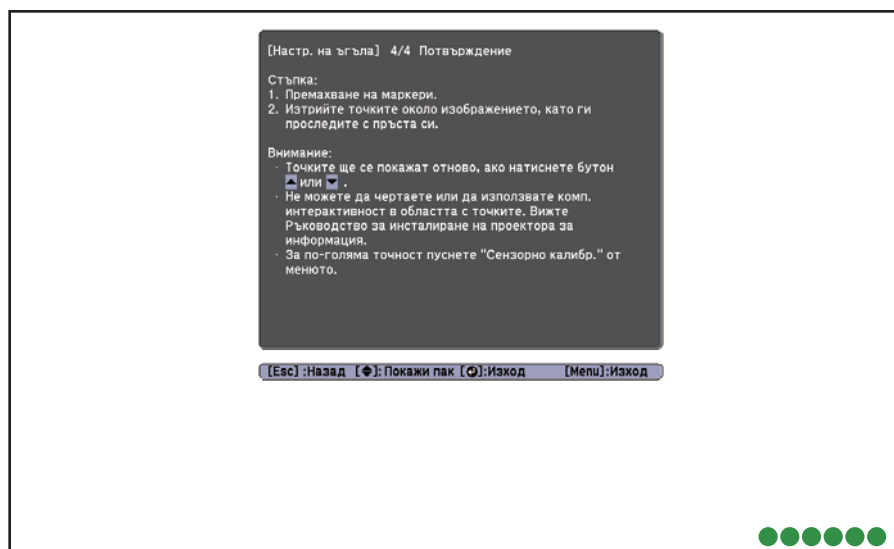 [Настр. на ъгъла] 4/4 Потвърждение
Стъпка:
1. Премахване на маркери.
2. Изтрийте точките около изображението, като ги
проследите с пръста си.
Внимание:
· Точките ще се покажат отново, ако натиснете бутон
▲ или ▼ .
· Не можете да чертаете или да използвате комп.
интерактивност в областта с точките. Вижте
Ръководство за инсталиране на проектора за
информация.
· За по-голяма точност пуснете "Сензорно калибр." от
менюто.
[Esc] :Назад [◆]: Покажи пак [↵]:Изход [Menu]:Изход